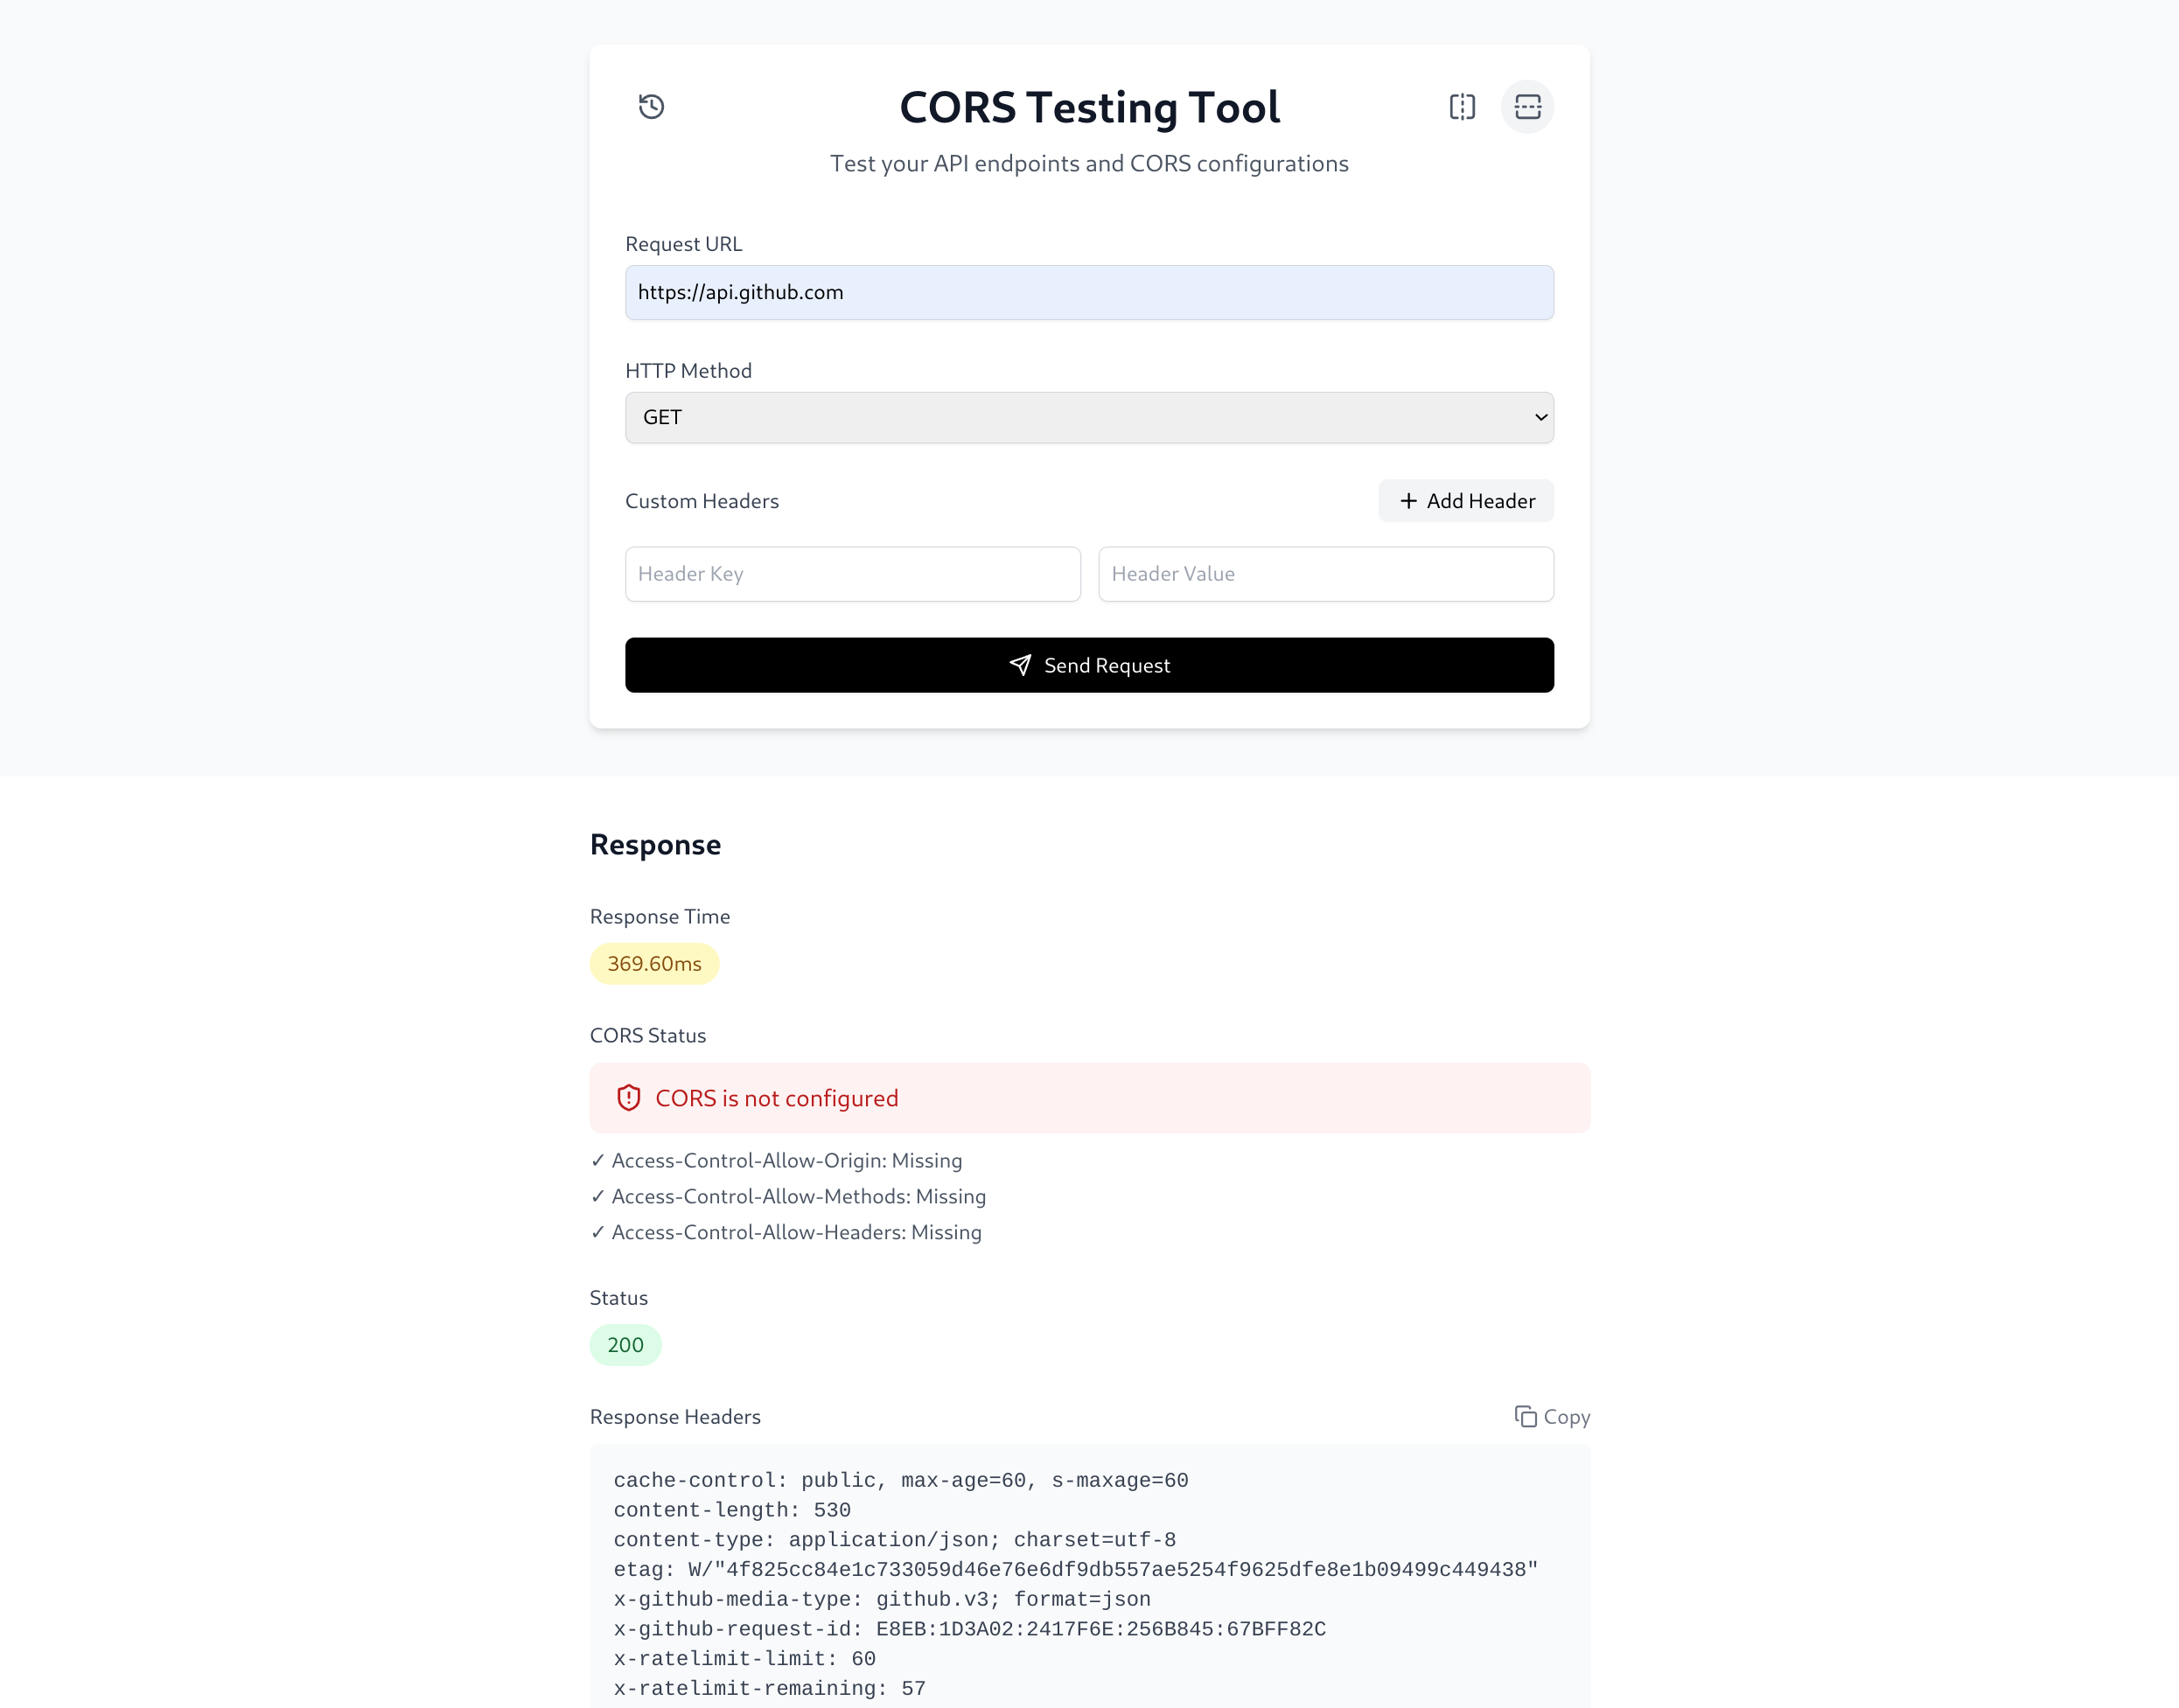 CORS Testing Tool
Test your API endpoints and CORS configurations
Request URL
https://api.github.com
HTTP Method
GET
Custom Headers
Add Header
Header Key
Header Value
Send Request
Response
Response Time
369.60ms
CORS Status
CORS is not configured
✓ Access-Control-Allow-Origin: Missing
✓ Access-Control-Allow-Methods: Missing
✓ Access-Control-Allow-Headers: Missing
Status
200
Response Headers
Copy
cache-control: public, max-age=60, s-maxage=60
content-length: 530
content-type: application/json; charset=utf-8
etag: W/"4f825cc84e1c733059d46e76e6df9db557ae5254f9625dfe8e1b09499c449438"
x-github-media-type: github.v3; format=json
x-github-request-id: E8EB:1D3A02:2417F6E:256B845:67BFF82C
x-ratelimit-limit: 60
x-ratelimit-remaining: 57